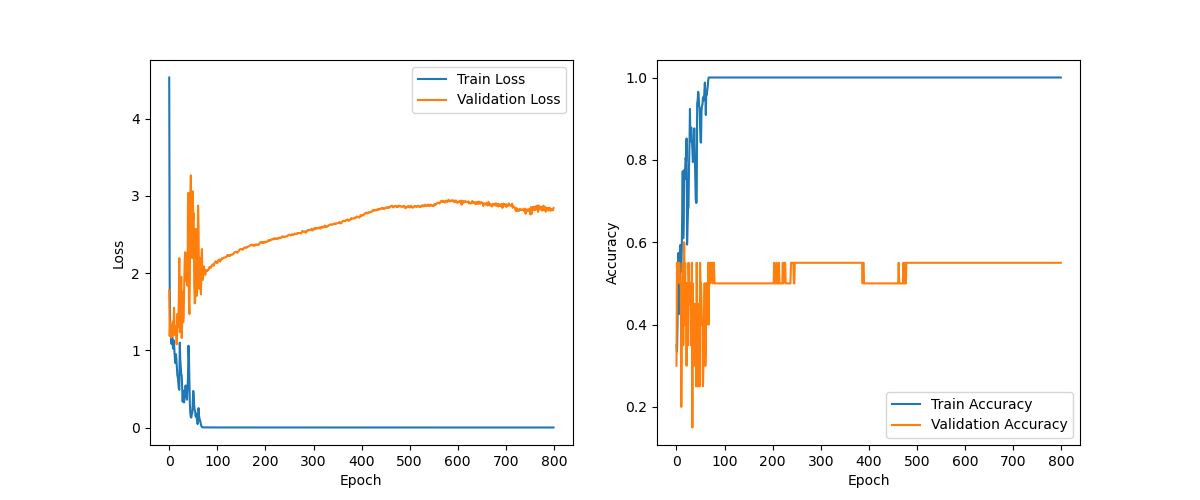 Train Loss
Validation Loss
4
3
2
1
0
Loss
0 100 200 300 400 500 600 700 800
Epoch
1.0
0.8
0.6
0.4
0.2
Accuracy
Train Accuracy
Validation Accuracy
0 100 200 300 400 500 600 700 800
Epoch